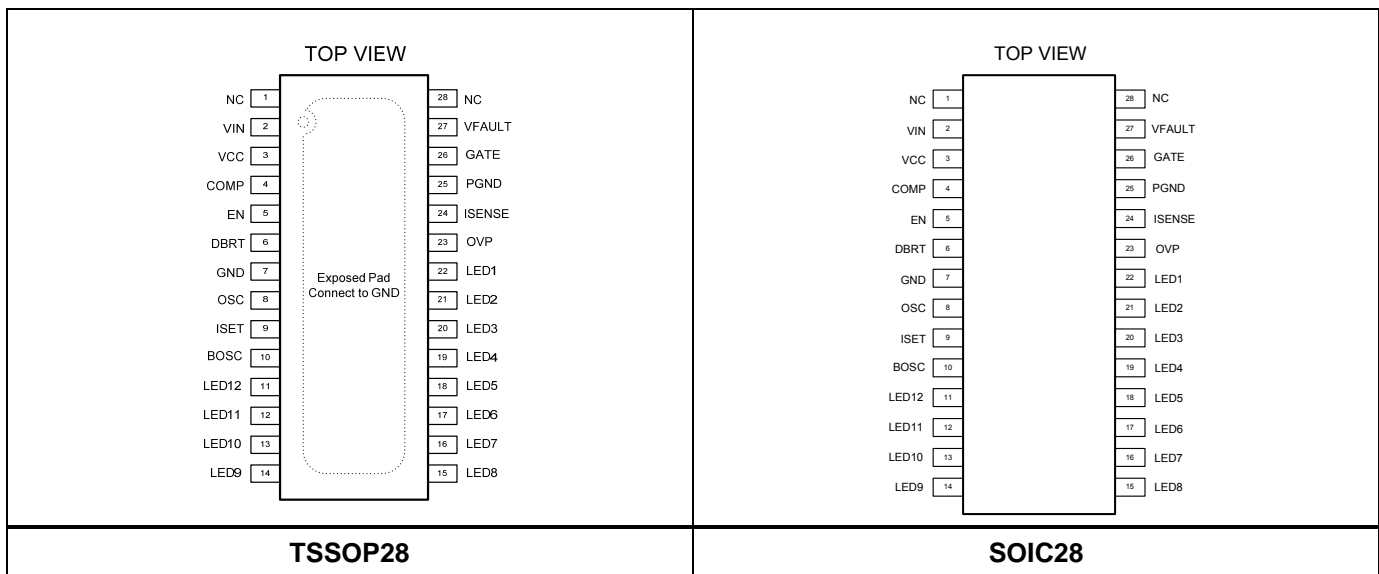 TOP VIEW
NC 1 28 NC
VIN 2 27 VFAULT
VCC 3 26 GATE
COMP 4 25 PGND
EN 5 24 ISENSE
DBRT 6 23 OVP
GND 7 22 LED1
OSC 8 21 LED2
ISET 9 20 LED3
BOSC 10 19 LED4
LED12 11 18 LED5
LED11 12 17 LED6
LED10 13 16 LED7
LED9 14 15 LED8
Exposed Pad
Connect to GND
TSSOP28
TOP VIEW
NC 1 28 NC
VIN 2 27 VFAULT
VCC 3 26 GATE
COMP 4 25 PGND
EN 5 24 ISENSE
DBRT 6 23 OVP
GND 7 22 LED1
OSC 8 21 LED2
ISET 9 20 LED3
BOSC 10 19 LED4
LED12 11 18 LED5
LED11 12 17 LED6
LED10 13 16 LED7
LED9 14 15 LED8
SOIC28